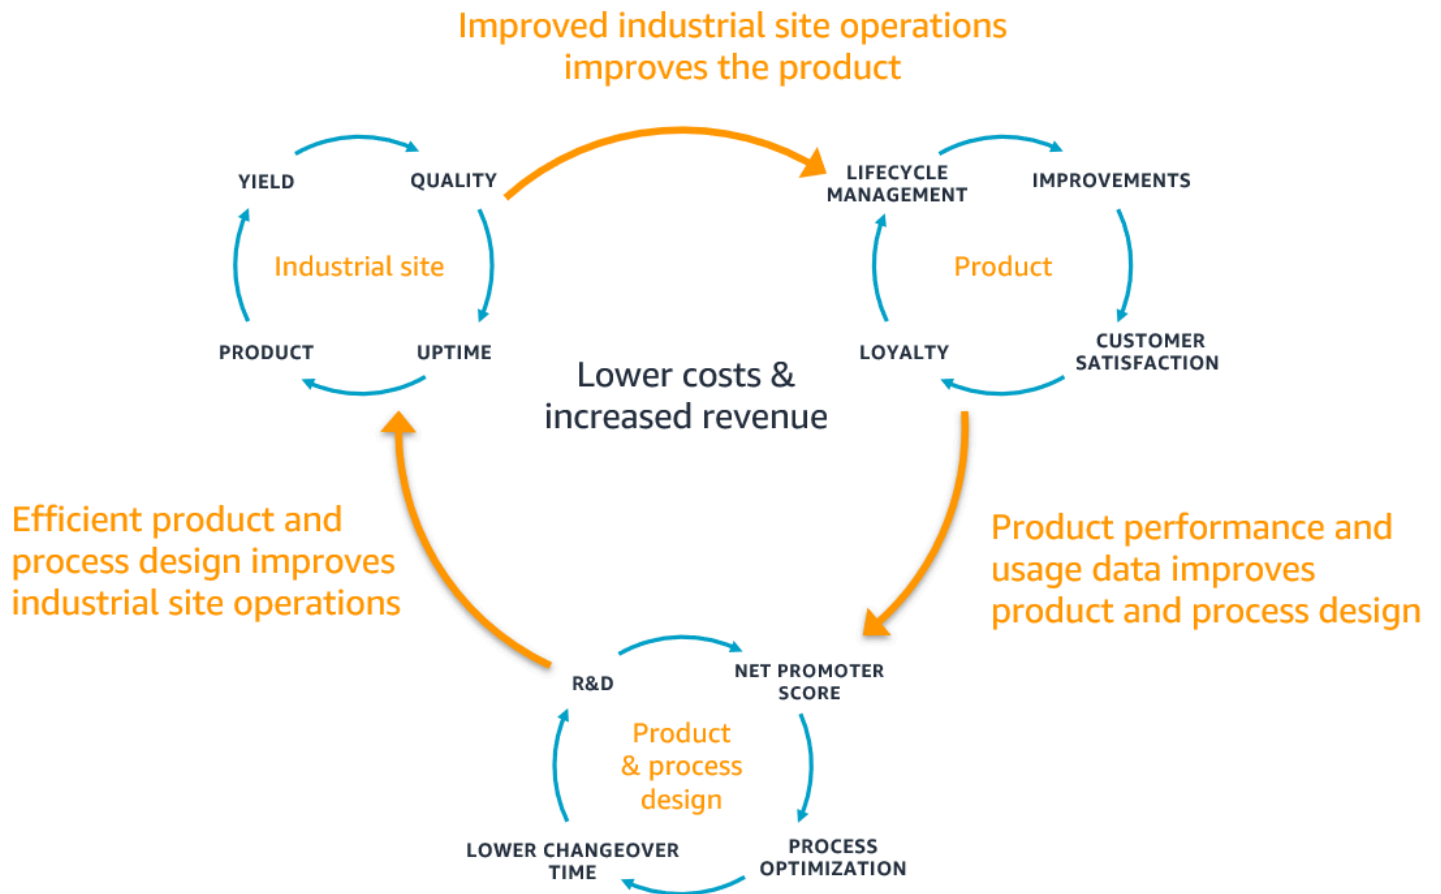 Improved industrial site operations
improves the product
YIELD
QUALITY
Industrial site
PRODUCT
UPTIME
LIFECYCLE
MANAGEMENT
IMPROVEMENTS
Product
LOYALTY
CUSTOMER
SATISFACTION
Lower costs &
increased revenue
Efficient product and
process design improves
industrial site operations
Product performance and
usage data improves
product and process design
R&D
NET PROMOTER
SCORE
Product
& process
design
LOWER CHANGEOVER
TIME
PROCESS
OPTIMIZATION